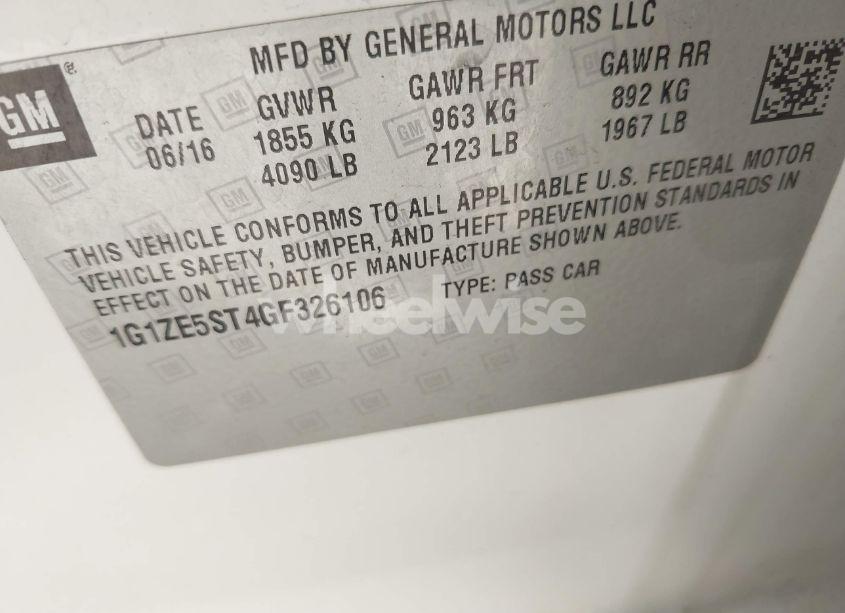 MFD BY GENERAL MOTORS LLC
GM®
DATE GVWR GAWR FRT GAWR RR
06/16 1855 KG 963 KG 892 KG
4090 LB 2123 LB 1967 LB
THIS VEHICLE CONFORMS TO ALL APPLICABLE U.S. FEDERAL MOTOR
VEHICLE SAFETY, BUMPER, AND THEFT PREVENTION STANDARDS IN
EFFECT ON THE DATE OF MANUFACTURE SHOWN ABOVE.
1G1ZE5ST4GF326106 TYPE: PASS CAR
wheelwise